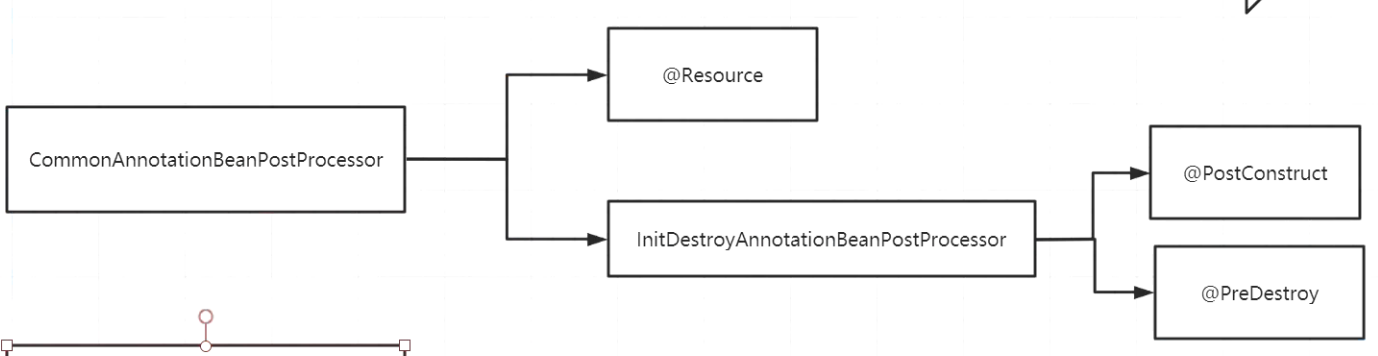 @Resource
CommonAnnotationBeanPostProcessor
@PostConstruct
InitDestroyAnnotationBeanPostProcessor
@PreDestroy